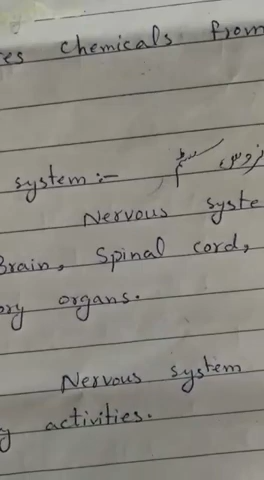 es chemicals from
system:- نروس سسٹم
Nervous syste
Brain, Spinal cord,
ory organs.
Nervous system
g activities.